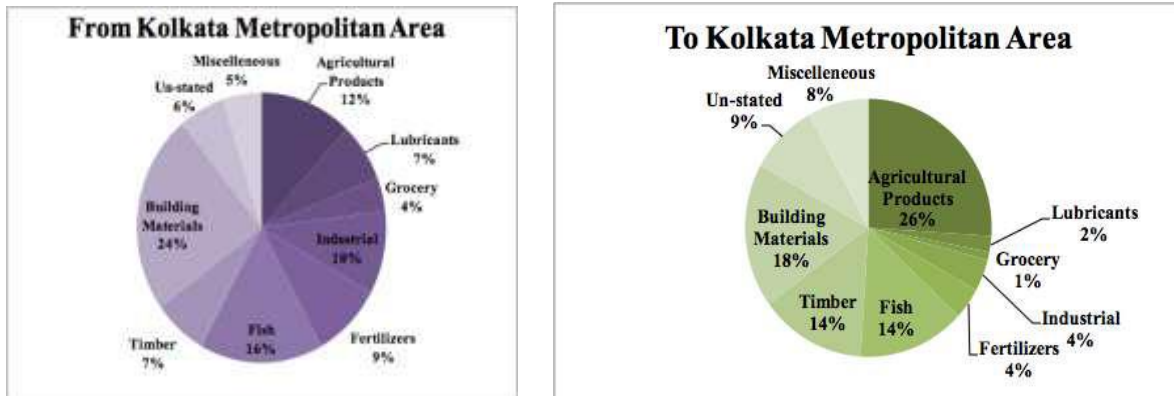 From Kolkata Metropolitan Area
Miscellaneous
5%
Agricultural
Products
12%
Un-stated
6%
Lubricants
7%
Grocery
4%
Building
Materials
24%
Industrial
10%
Fish
16%
Fertilizers
9%
Timber
7%
To Kolkata Metropolitan Area
Miscelleneous
8%
Un-stated
9%
Agricultural
Products
26%
Building
Materials
18%
Lubricants
2%
Grocery
1%
Timber
14%
Fish
14%
Industrial
4%
Fertilizers
4%